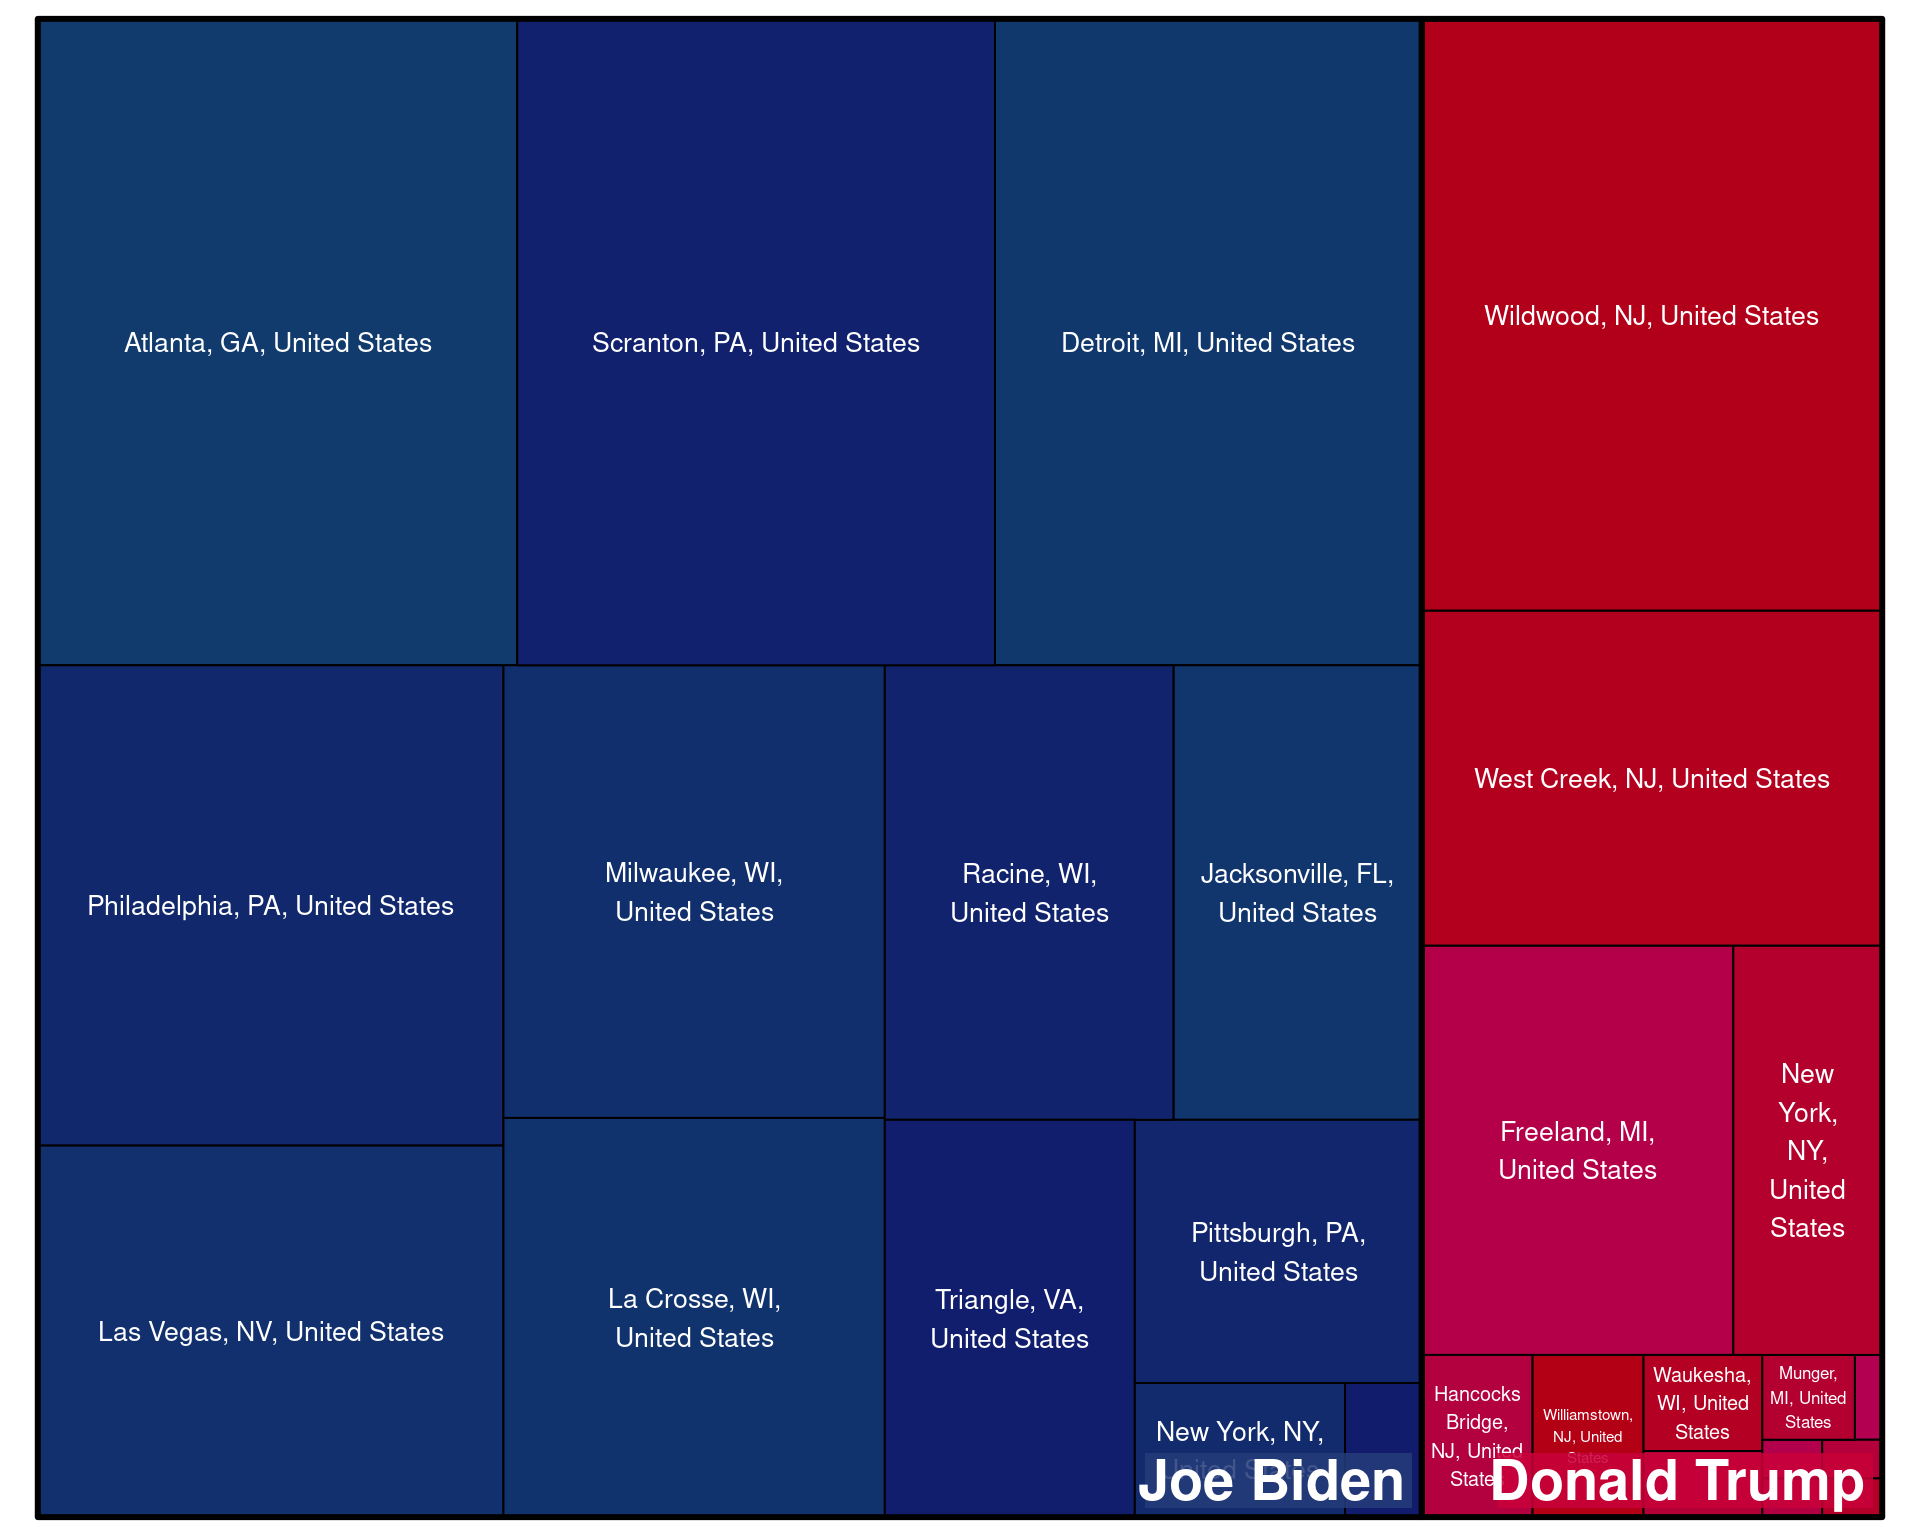 Atlanta, GA, United States
Scranton, PA, United States
Detroit, MI, United States
Wildwood, NJ, United States
West Creek, NJ, United States
Philadelphia, PA, United States
Milwaukee, WI,
United States
Racine, WI,
United States
Jacksonville, FL,
United States
Freeland, MI,
United States
New
York,
NY,
United
States
Las Vegas, NV, United States
La Crosse, WI,
United States
Triangle, VA,
United States
Pittsburgh, PA,
United States
New York, NY,
United States
Joe Biden
Hancocks
Bridge,
NJ, United
States
Williamstown,
NJ, United
States
Waukesha,
WI, United
States
Munger,
MI, United
States
Donald Trump